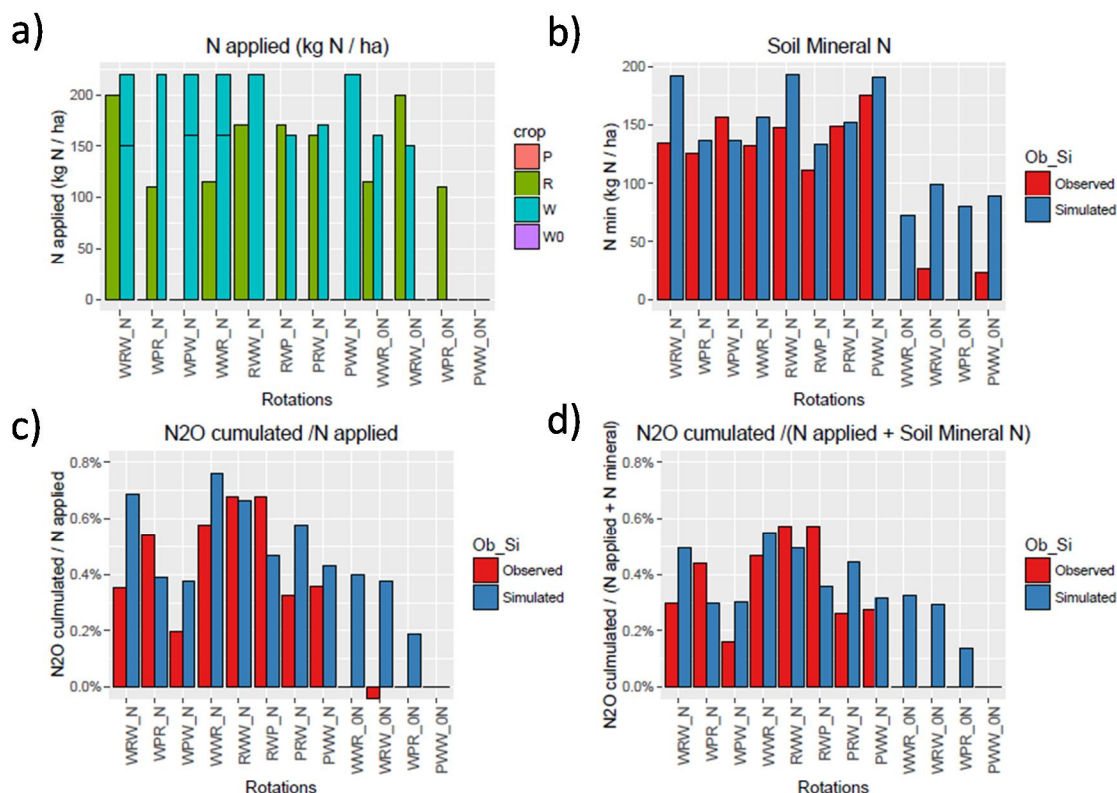 a)
N applied (kg N / ha)
N applied (kg N / ha)
200
150
100
50
0
WRW_N
WPR_N
WPW_N
WWR_N
RWW_N
RWP_N
PRW_N
PWW_N
WWR_0N
WRW_0N
WPR_0N
PWW_0N
Rotations
crop
P
R
W
W0
b)
Soil Mineral N
N min (kg N / ha)
200
150
100
50
0
WRW_N
WPR_N
WPW_N
WWR_N
RWW_N
RWP_N
PRW_N
PWW_N
WWR_0N
WRW_0N
WPR_0N
PWW_0N
Rotations
Ob_Si
Observed
Simulated
c)
N2O cumulated /N applied
N2O culmulated / N applied
0.8%
0.6%
0.4%
0.2%
0.0%
WRW_N
WPR_N
WPW_N
WWR_N
RWW_N
RWP_N
PRW_N
PWW_N
WWR_0N
WRW_0N
WPR_0N
PWW_0N
Rotations
Ob_Si
Observed
Simulated
d)
N2O cumulated /(N applied + Soil Mineral N)
N2O culmulated / (N applied + N mineral)
0.8%
0.6%
0.4%
0.2%
0.0%
WRW_N
WPR_N
WPW_N
WWR_N
RWW_N
RWP_N
PRW_N
PWW_N
WWR_0N
WRW_0N
WPR_0N
PWW_0N
Rotations
Ob_Si
Observed
Simulated